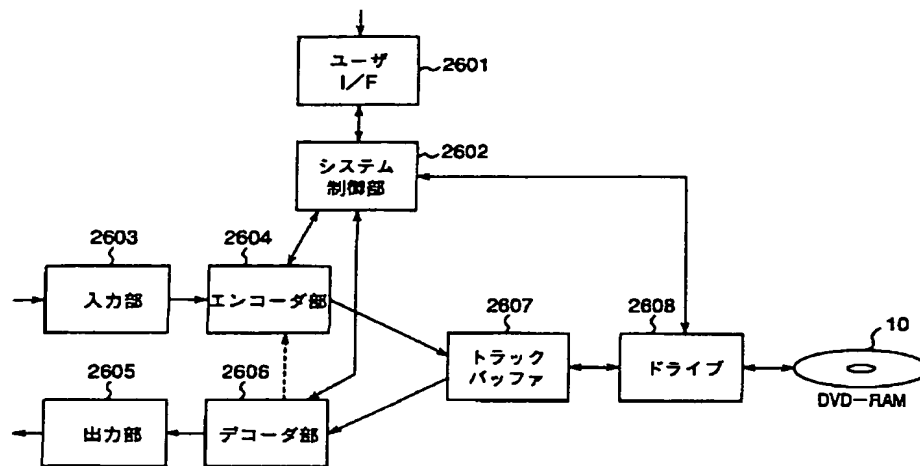 ユーザ
I/F
2601
システム
制御部
2602
2603
入力部
2604
エンコーダ部
2605
出力部
2606
デコーダ部
2607
トラック
バッファ
2608
ドライブ
10
DVD-RAM